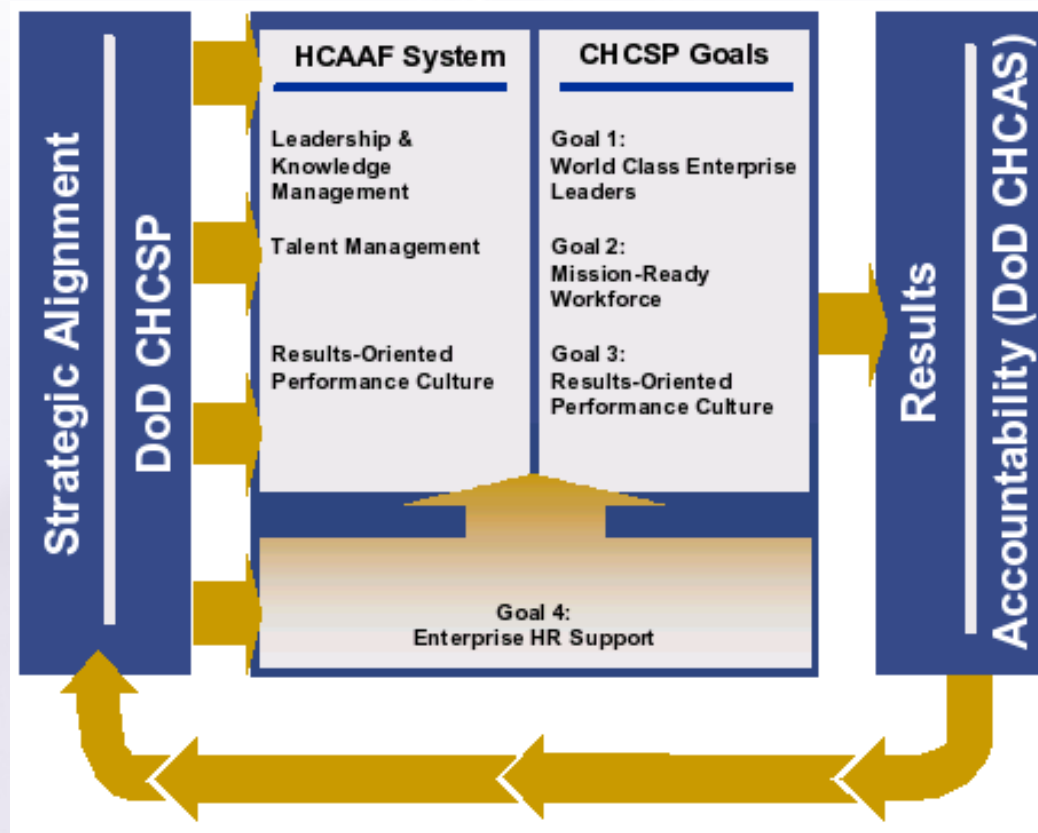 Strategic Alignment
DoD CHCSP
HCAAF System
Leadership &
Knowledge
Management
Talent Management
Results-Oriented
Performance Culture
CHCSP Goals
Goal 1:
World Class Enterprise
Leaders
Goal 2:
Mission-Ready
Workforce
Goal 3:
Results-Oriented
Performance Culture
Goal 4:
Enterprise HR Support
Results
Accountability (DoD CHCAS)